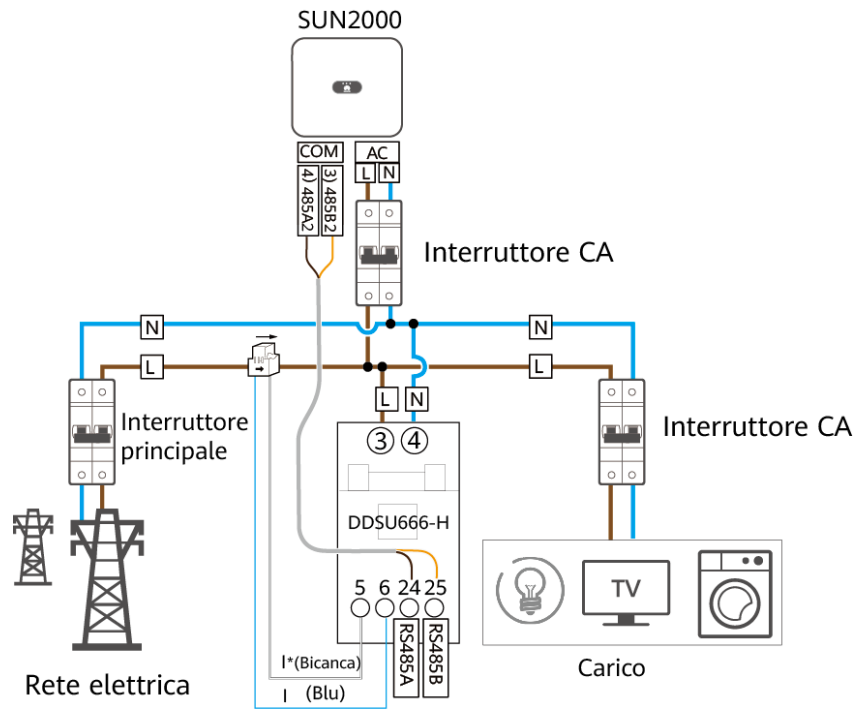 SUN2000
COM
AC
L
N
4) 485A2
3) 485B2
Interruttore CA
N
N
L
L
Interruttore
principale
L
N
3
4
Interruttore CA
DDSU666-H
TV
5
6
24
25
RS485A
RS485B
I*(Bicanca)
I (Blu)
Rete elettrica
Carico